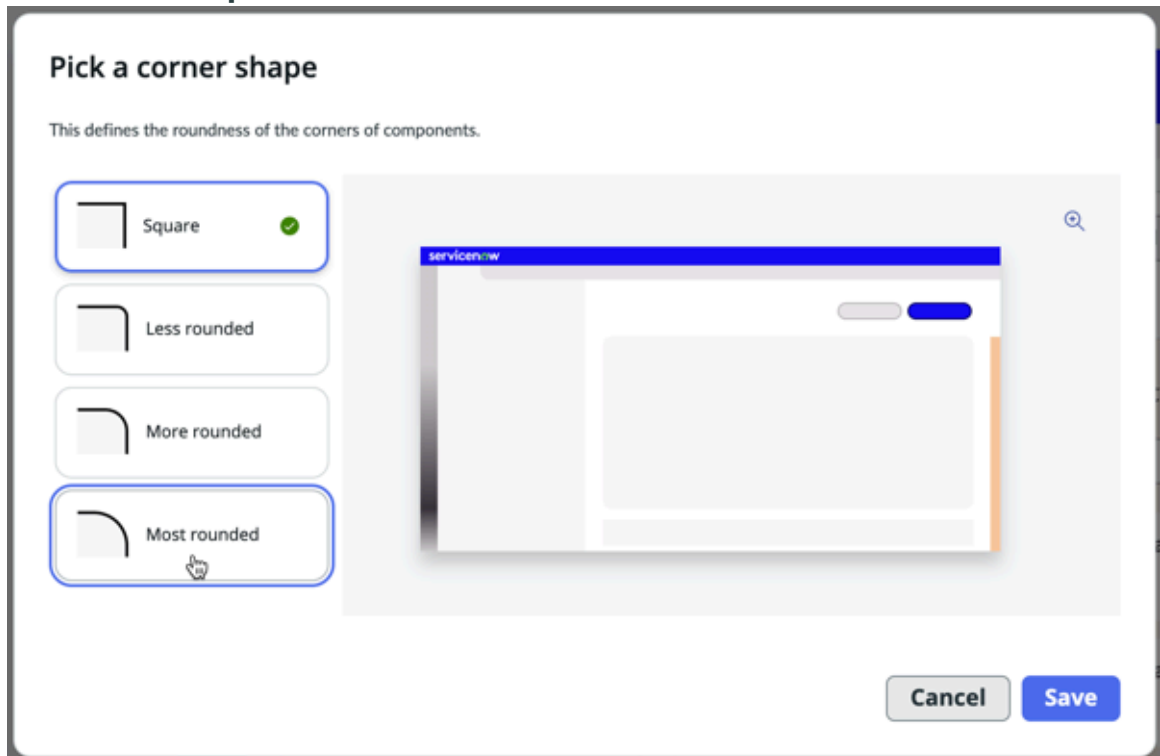 Pick a corner shape
This defines the roundness of the corners of components.
Square
servicenow
Less rounded
More rounded
Most rounded
Cancel
Save